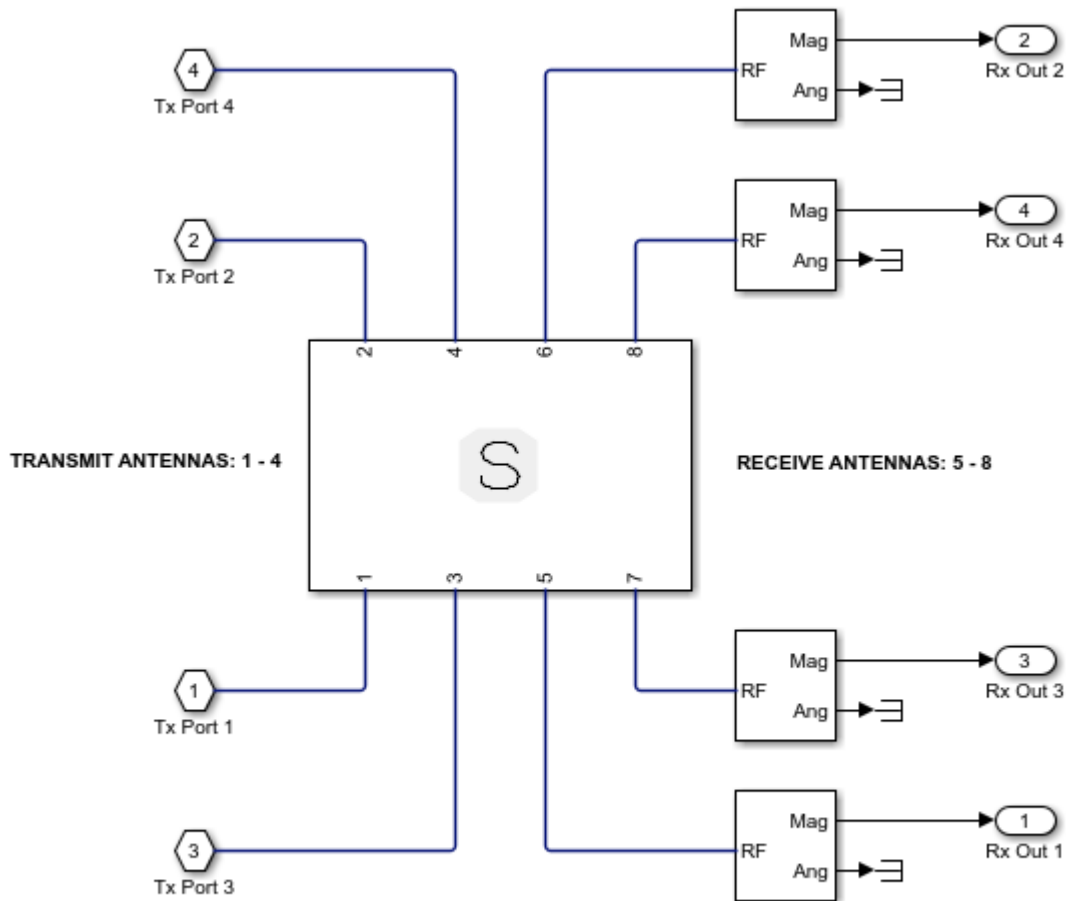 4
Tx Port 4
RF
Mag
Ang
2
Rx Out 2
2
Tx Port 2
RF
Mag
Ang
4
Rx Out 4
2
4
6
8
TRANSMIT ANTENNAS: 1 - 4
S
RECEIVE ANTENNAS: 5 - 8
1
3
5
7
1
Tx Port 1
RF
Mag
Ang
3
Rx Out 3
3
Tx Port 3
RF
Mag
Ang
1
Rx Out 1